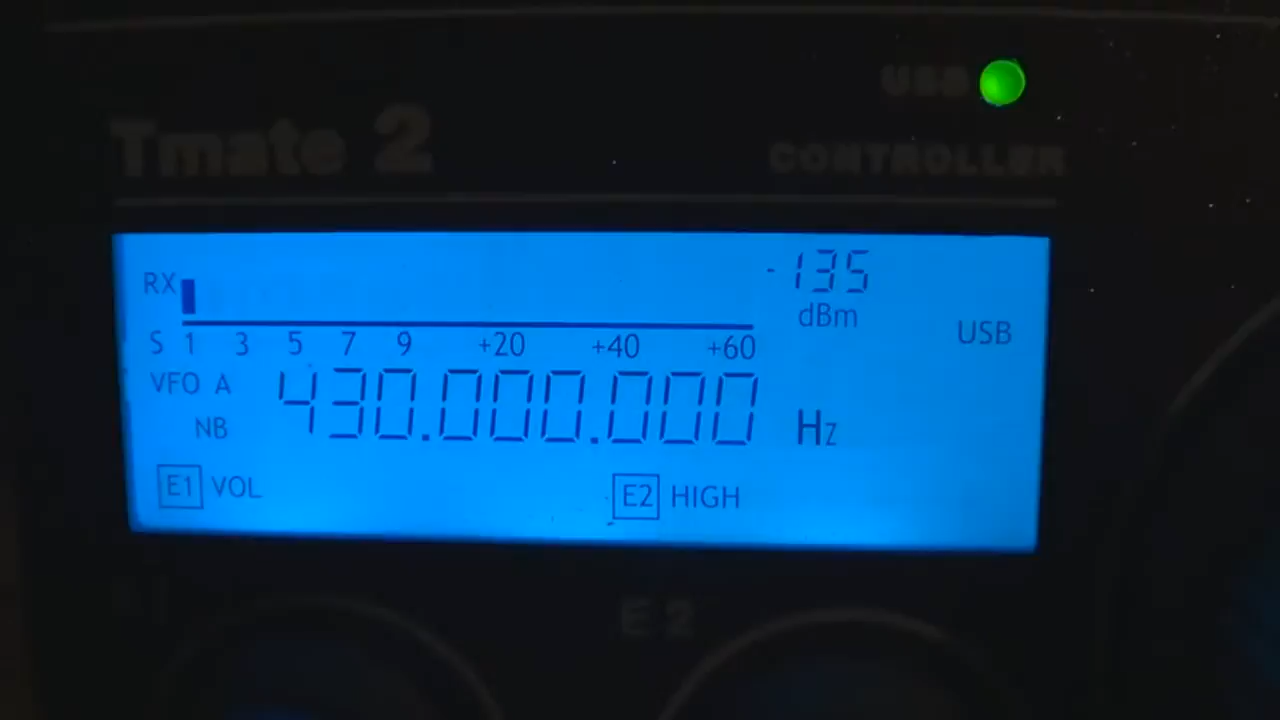 USB
Tmate 2
CONTROLLER
RX
-135
dBm
USB
S 1 3 5 7 9 +20 +40 +60
VFO A
430.000.000 Hz
NB
E1 VOL
E2 HIGH
E2